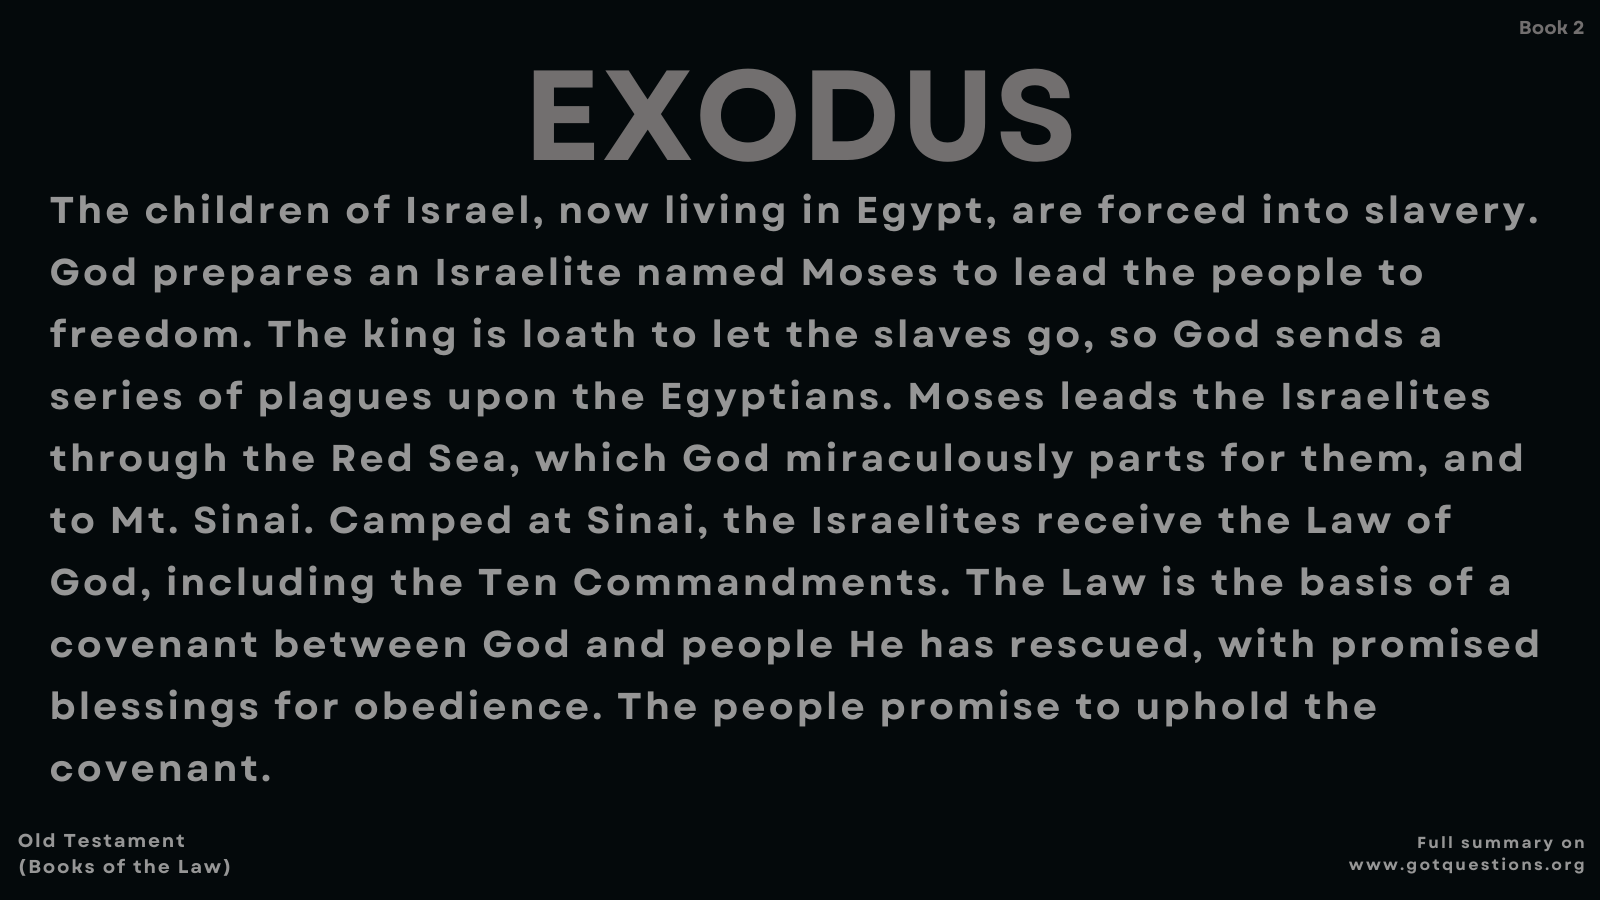 Book 2
EXODUS
The children of Israel, now living in Egypt, are forced into slavery.
God prepares an Israelite named Moses to lead the people to
freedom. The king is loath to let the slaves go, so God sends a
series of plagues upon the Egyptians. Moses leads the Israelites
through the Red Sea, which God miraculously parts for them, and
to Mt. Sinai. Camped at Sinai, the Israelites receive the Law of
God, including the Ten Commandments. The Law is the basis of a
covenant between God and people He has rescued, with promised
blessings for obedience. The people promise to uphold the
covenant.
Old Testament
(Books of the Law)
Full summary on
www.gotquestions.org